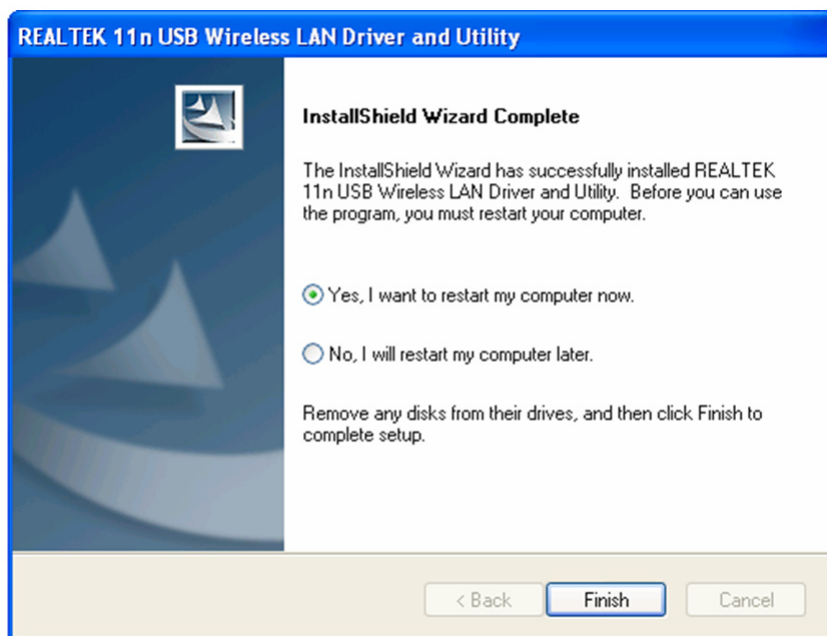 REALTEK 11n USB Wireless LAN Driver and Utility
InstallShield Wizard Complete
The InstallShield Wizard has successfully installed REALTEK
11n USB Wireless LAN Driver and Utility. Before you can use
the program, you must restart your computer.
Yes, I want to restart my computer now.
No, I will restart my computer later.
Remove any disks from their drives, and then click Finish to
complete setup.
< Back
Finish
Cancel